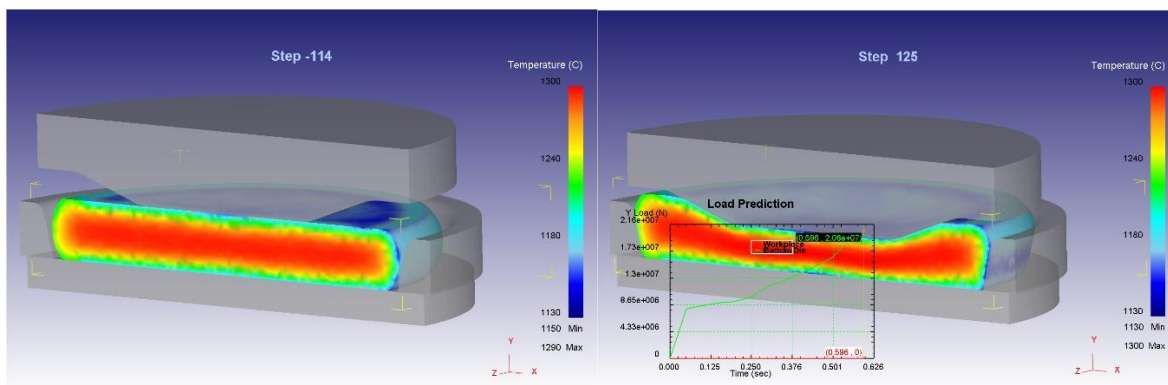 Step -114
Temperature (C)
1300
1240
1180
1130
1150 Min
1290 Max
Y
Z X
Step 125
Temperature (C)
1300
1240
1180
1130
1130 Min
1300 Max
Y
Z X
Load Prediction
Y Load (N)
2.16e+007
1.73e+007
1.3e+007
8.65e+006
4.33e+006
0
(0.596 , 2.08e+07)
Workpiece
Bottom Die
(0.596 , 0)
0.000 0.125 0.250 0.376 0.501 0.626
Time (sec)